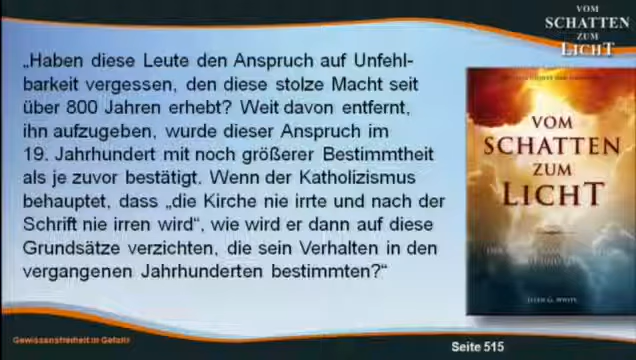 VOM
SCHATTEN
ZUM
LICHT
„Haben diese Leute den Anspruch auf Unfehl-
barkeit vergessen, den diese stolze Macht seit
über 800 Jahren erhebt? Weit davon entfernt,
ihn aufzugeben, wurde dieser Anspruch im
19. Jahrhundert mit noch größerer Bestimmtheit
als je zuvor bestätigt. Wenn der Katholizismus
behauptet, dass „die Kirche nie irrte und nach der
Schrift nie irren wird“, wie wird er dann auf diese
Grundsätze verzichten, die sein Verhalten in den
vergangenen Jahrhunderten bestimmten?“
VOM
SCHATTEN
ZUM
LICHT
ELLEN G. WHITE
Gewissensfreiheit in Gefahr
Seite 515